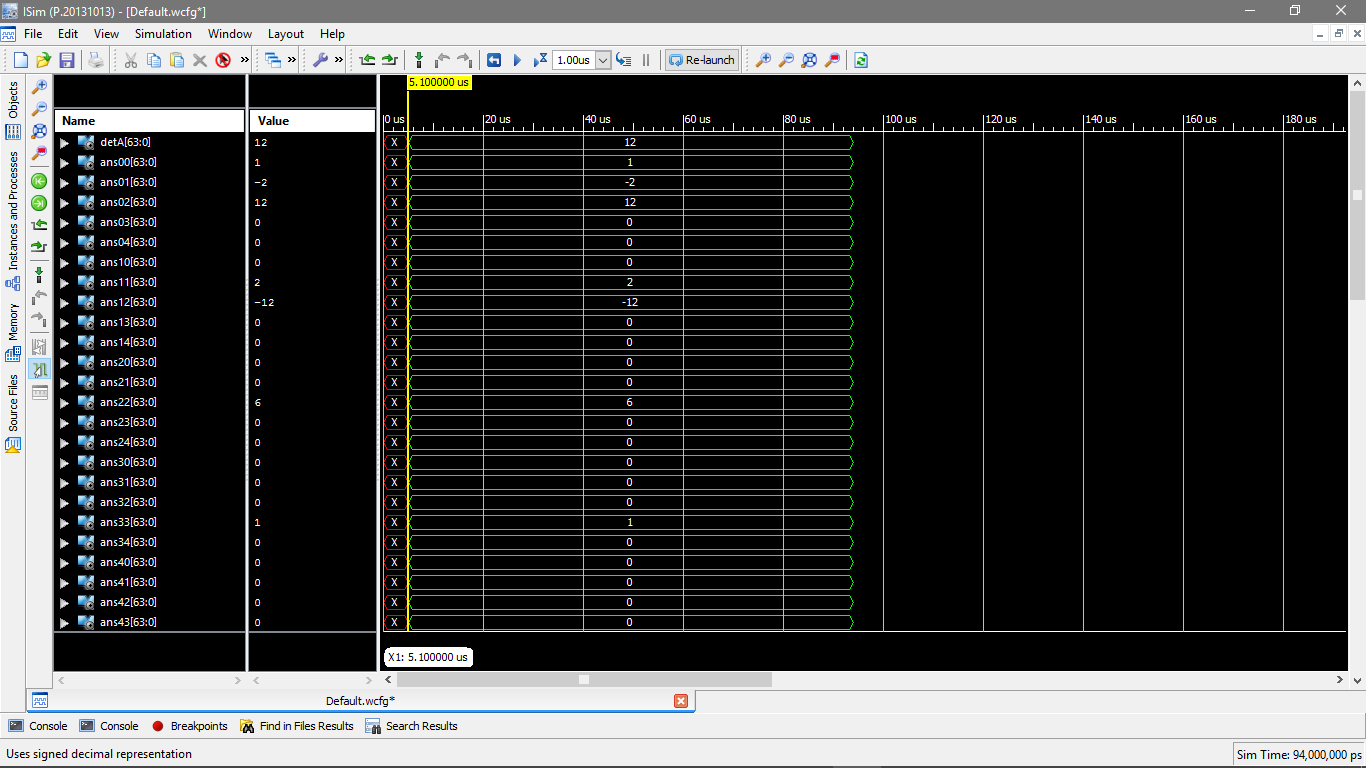 ISim (P.20131013) - [Default.wcfg*]
File Edit View Simulation Window Layout Help
» » » 1.00us Re-launch
5.100000 us
Name Value
0 us 20 us 40 us 60 us 80 us 100 us 120 us 140 us 160 us 180 us
detA[63:0] 12 X 12
ans00[63:0] 1 X 1
ans01[63:0] -2 X -2
ans02[63:0] 12 X 12
ans03[63:0] 0 X 0
ans04[63:0] 0 X 0
ans10[63:0] 0 X 0
ans11[63:0] 2 X 2
ans12[63:0] -12 X -12
ans13[63:0] 0 X 0
ans14[63:0] 0 X 0
ans20[63:0] 0 X 0
ans21[63:0] 0 X 0
ans22[63:0] 6 X 6
ans23[63:0] 0 X 0
ans24[63:0] 0 X 0
ans30[63:0] 0 X 0
ans31[63:0] 0 X 0
ans32[63:0] 0 X 0
ans33[63:0] 1 X 1
ans34[63:0] 0 X 0
ans40[63:0] 0 X 0
ans41[63:0] 0 X 0
ans42[63:0] 0 X 0
ans43[63:0] 0 X 0
X1: 5.100000 us
Objects
Instances and Processes
Memory
Source Files
Default.wcfg*
Console Console Breakpoints Find in Files Results Search Results
Uses signed decimal representation
Sim Time: 94,000,000 ps